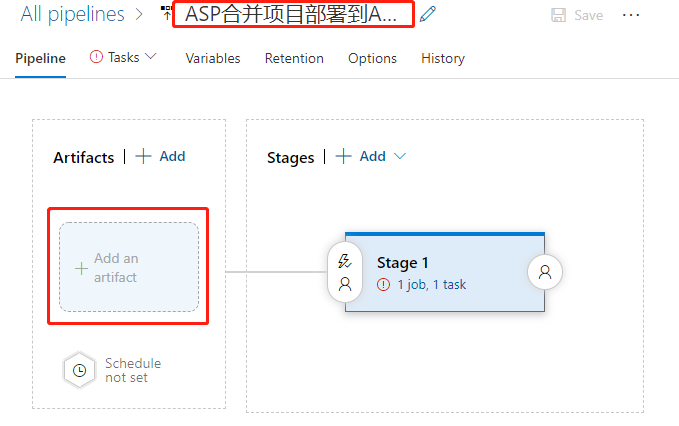 All pipelines > ASP合并项目部署到A... Save ...
Pipeline Tasks Variables Retention Options History
Artifacts | + Add
Stages | + Add
+ Add an
artifact
Stage 1
1 job, 1 task
Schedule
not set